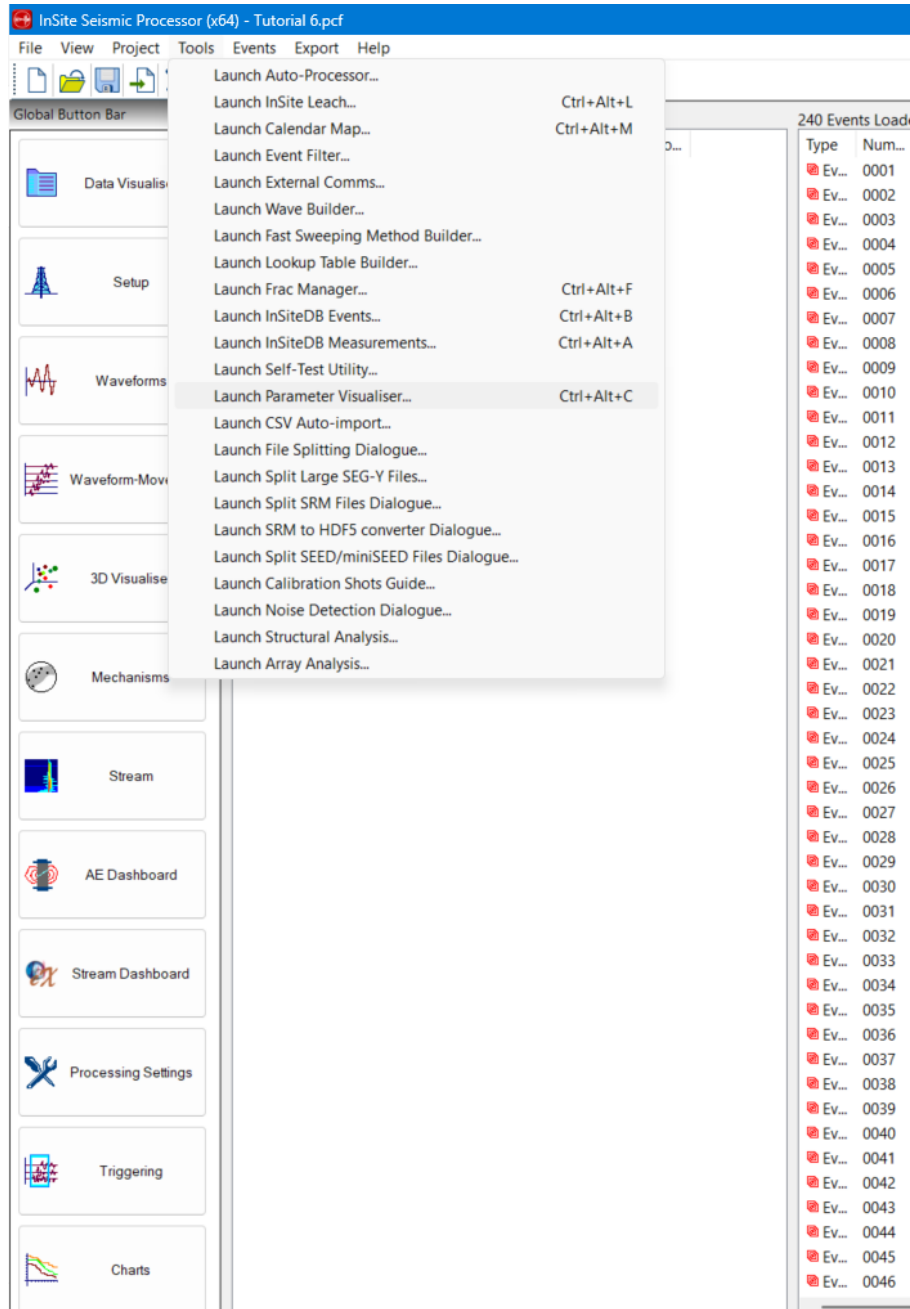 InSite Seismic Processor (x64) - Tutorial 6.pcf
File View Project Tools Events Export Help
Global Button Bar
Data Visualis
Setup
Waveforms
Waveform-Move
3D Visualise
Mechanisms
Stream
AE Dashboard
Stream Dashboard
Processing Settings
Triggering
Charts
Launch Auto-Processor...
Launch InSite Leach... Ctrl+Alt+L
Launch Calendar Map... Ctrl+Alt+M
Launch Event Filter...
Launch External Comms...
Launch Wave Builder...
Launch Fast Sweeping Method Builder...
Launch Lookup Table Builder...
Launch Frac Manager... Ctrl+Alt+F
Launch InSiteDB Events... Ctrl+Alt+B
Launch InSiteDB Measurements... Ctrl+Alt+A
Launch Self-Test Utility...
Launch Parameter Visualiser... Ctrl+Alt+C
Launch CSV Auto-import...
Launch File Splitting Dialogue...
Launch Split Large SEG-Y Files...
Launch Split SRM Files Dialogue...
Launch SRM to HDF5 converter Dialogue...
Launch Split SEED/miniSEED Files Dialogue...
Launch Calibration Shots Guide...
Launch Noise Detection Dialogue...
Launch Structural Analysis...
Launch Array Analysis...
240 Events Loade
Type Num...
Ev... 0001
Ev... 0002
Ev... 0003
Ev... 0004
Ev... 0005
Ev... 0006
Ev... 0007
Ev... 0008
Ev... 0009
Ev... 0010
Ev... 0011
Ev... 0012
Ev... 0013
Ev... 0014
Ev... 0015
Ev... 0016
Ev... 0017
Ev... 0018
Ev... 0019
Ev... 0020
Ev... 0021
Ev... 0022
Ev... 0023
Ev... 0024
Ev... 0025
Ev... 0026
Ev... 0027
Ev... 0028
Ev... 0029
Ev... 0030
Ev... 0031
Ev... 0032
Ev... 0033
Ev... 0034
Ev... 0035
Ev... 0036
Ev... 0037
Ev... 0038
Ev... 0039
Ev... 0040
Ev... 0041
Ev... 0042
Ev... 0043
Ev... 0044
Ev... 0045
Ev... 0046